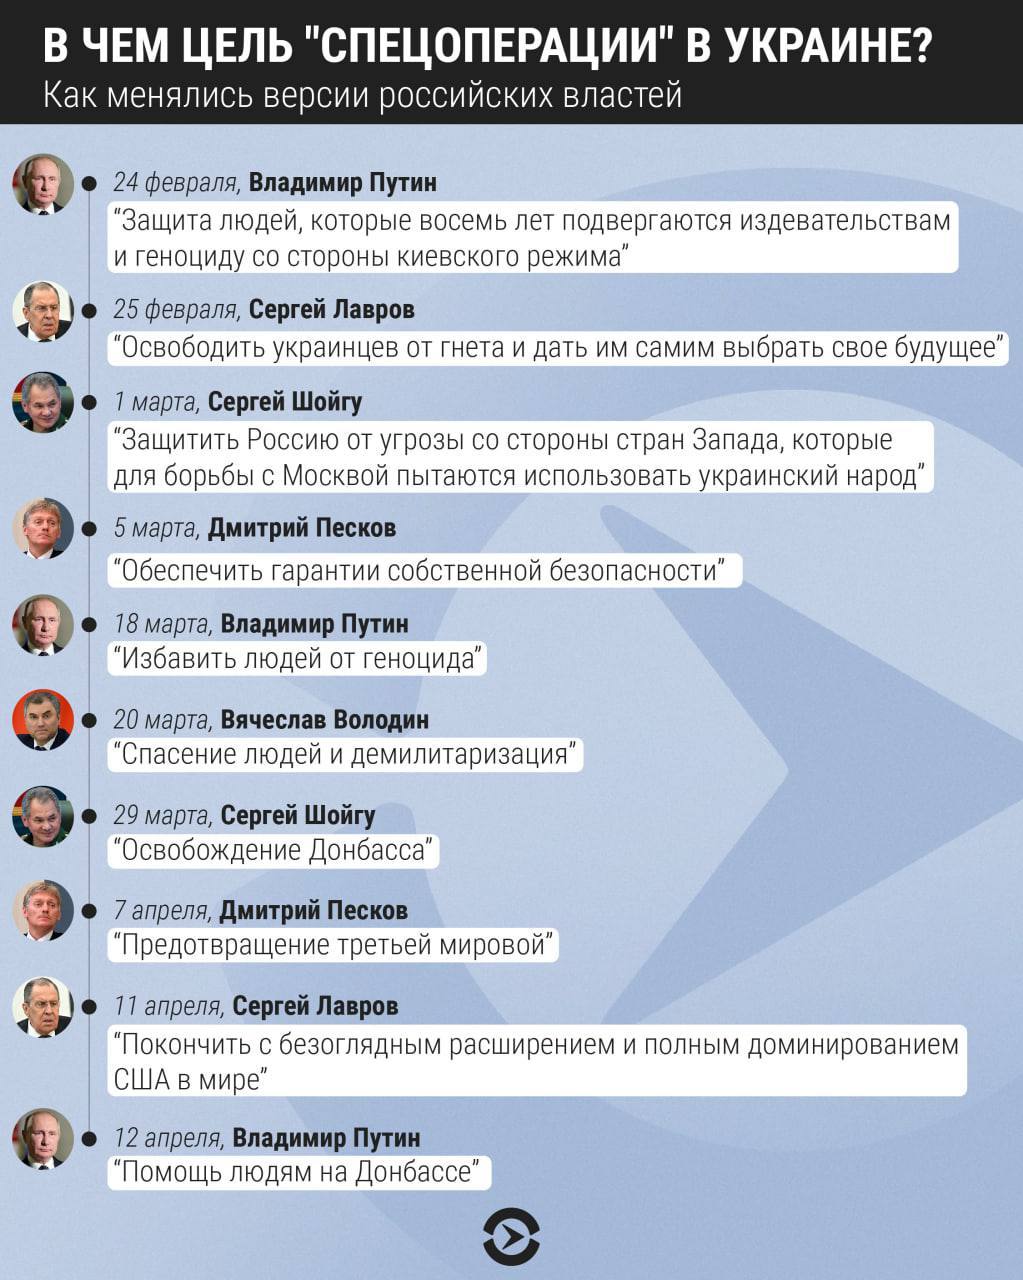 В ЧЕМ ЦЕЛЬ "СПЕЦОПЕРАЦИИ" В УКРАИНЕ?
Как менялись версии российских властей
24 февраля, Владимир Путин
“Защита людей, которые восемь лет подвергаются издевательствам
и геноциду со стороны киевского режима”
25 февраля, Сергей Лавров
“Освободить украинцев от гнета и дать им самим выбрать свое будущее”
1 марта, Сергей Шойгу
“Защитить Россию от угрозы со стороны стран Запада, которые
для борьбы с Москвой пытаются использовать украинский народ”
5 марта, Дмитрий Песков
“Обеспечить гарантии собственной безопасности”
18 марта, Владимир Путин
“Избавить людей от геноцида”
20 марта, Вячеслав Володин
“Спасение людей и демилитаризация”
29 марта, Сергей Шойгу
“Освобождение Донбасса”
7 апреля, Дмитрий Песков
“Предотвращение третьей мировой”
11 апреля, Сергей Лавров
“Покончить с безоглядным расширением и полным доминированием
США в мире”
12 апреля, Владимир Путин
“Помощь людям на Донбассе”